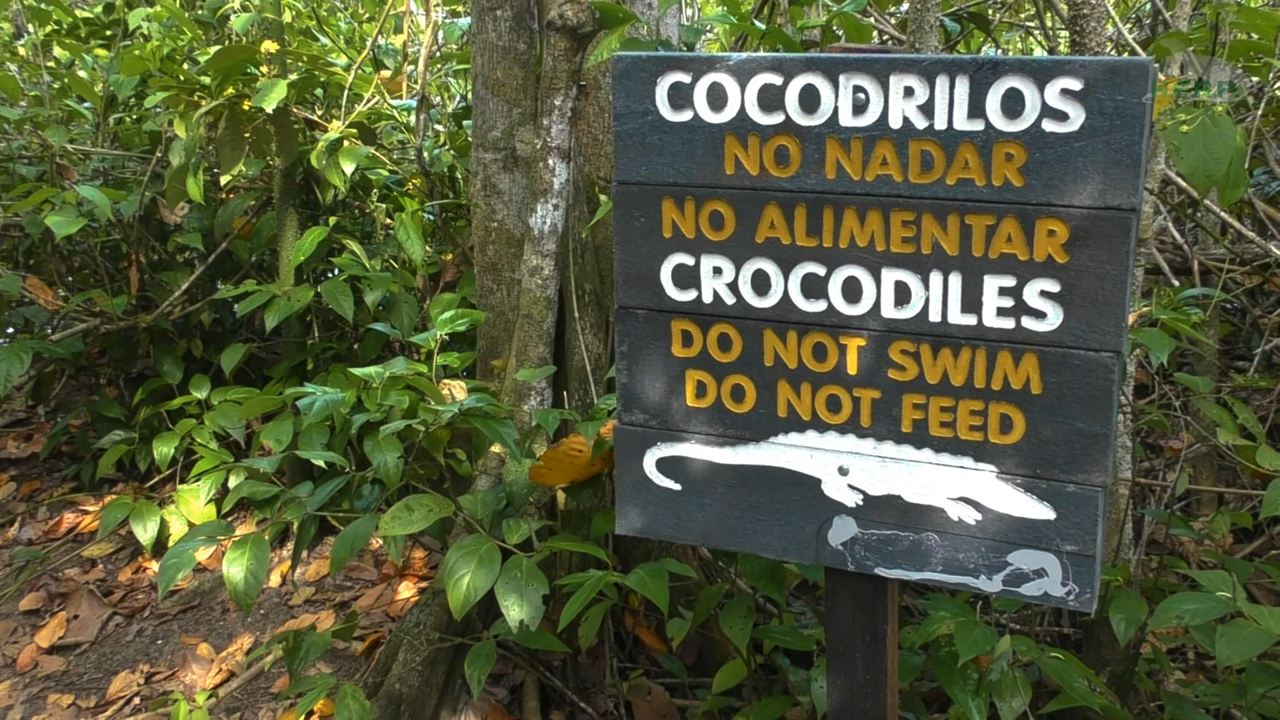 COCODRILOS
NO NADAR
NO ALIMENTAR
CROCODILES
DO NOT SWIM
DO NOT FEED